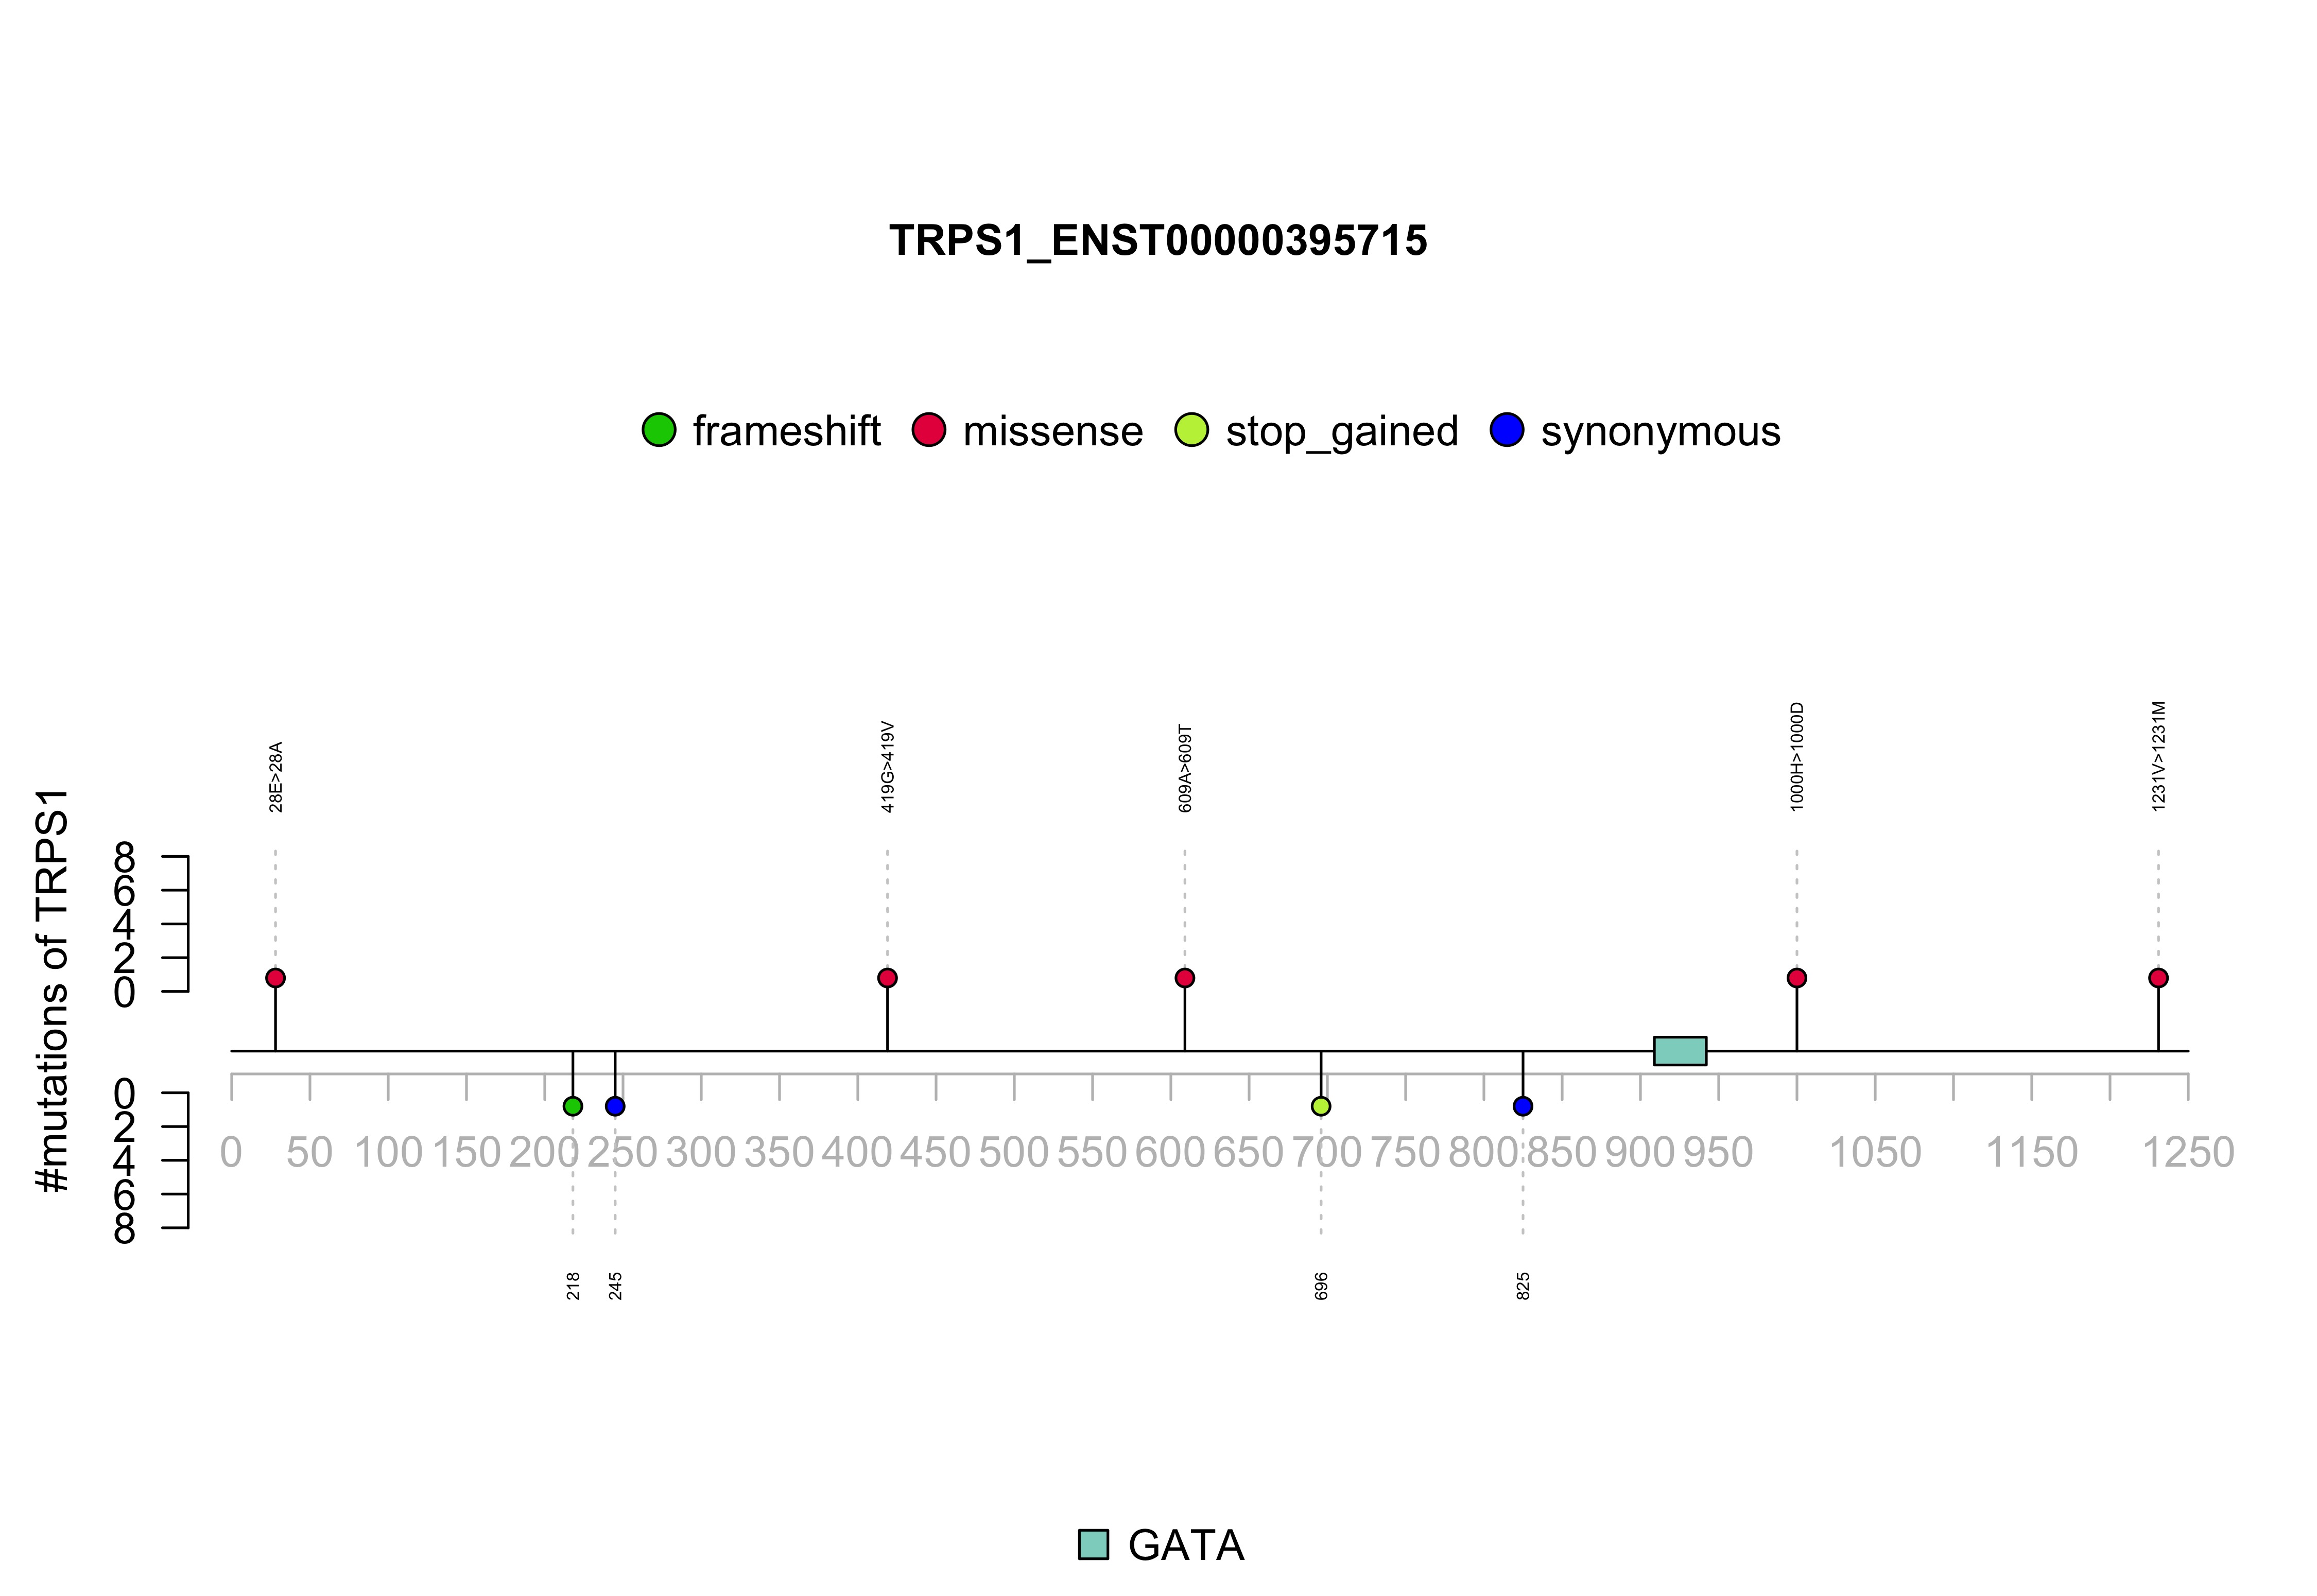 TRPS1_ENST00000395715
frameshift missense stop_gained synonymous
28E>28A
419G>419V
609A>609T
1000H>1000D
1231V>1231M
#mutations of TRPS1
8
6
4
2
0
0
2
4
6
8
0 50 100 150 200 250 300 350 400 450 500 550 600 650 700 750 800 850 900 950 1050 1150 1250
218
245
696
825
GATA